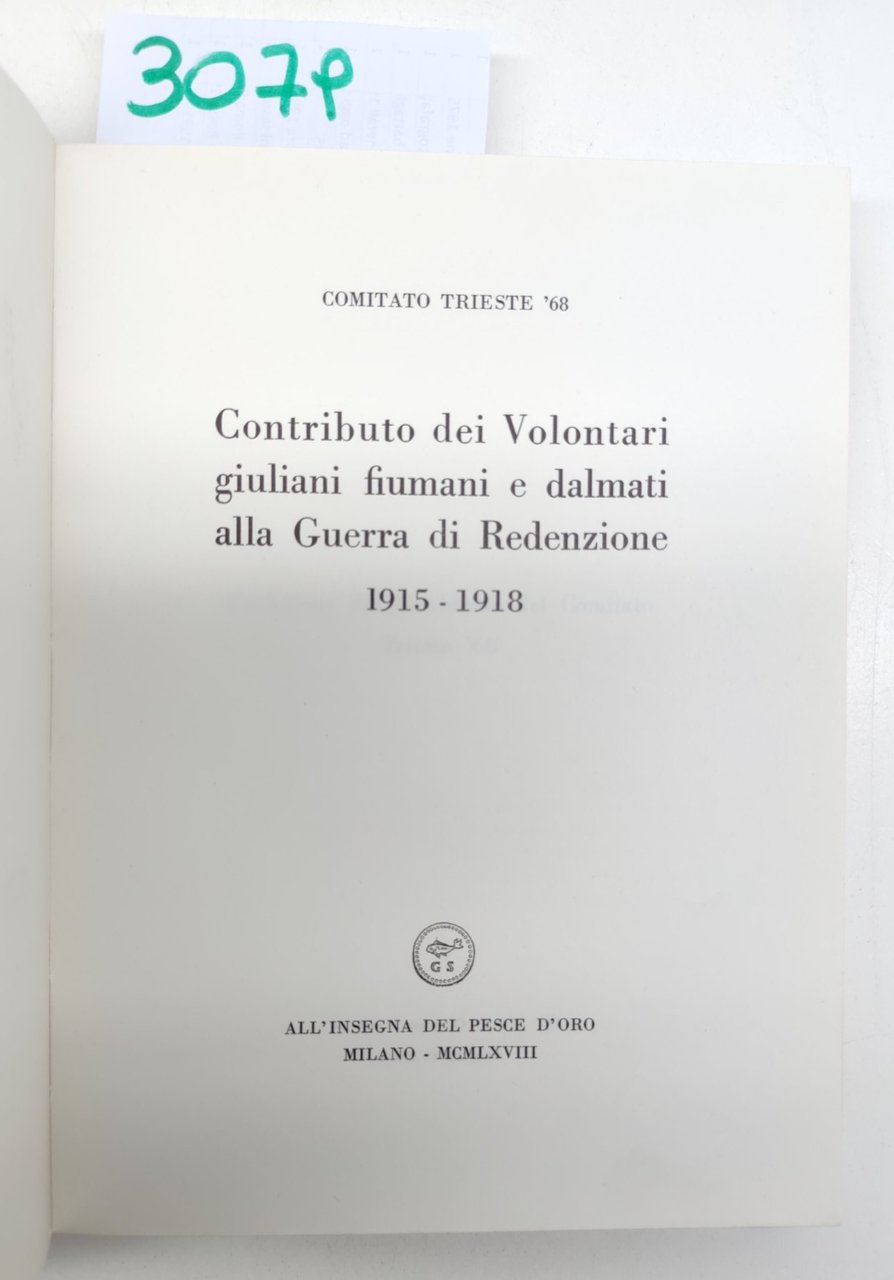 307P
COMITATO TRIESTE '68
Contributo dei Volontari
giuliani fiumani e dalmati
alla Guerra di Redenzione
1915 - 1918
G S
ALL'INSEGNA DEL PESCE D'ORO
MILANO - MCMLXVIII